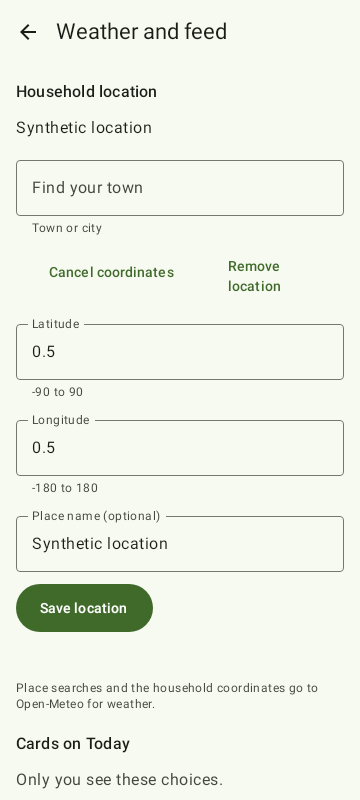 Weather and feed
Household location
Synthetic location
Find your town
Town or city
Cancel coordinates
Remove
location
Latitude
0.5
-90 to 90
Longitude
0.5
-180 to 180
Place name (optional)
Synthetic location
Save location
Place searches and the household coordinates go to
Open-Meteo for weather.
Cards on Today
Only you see these choices.